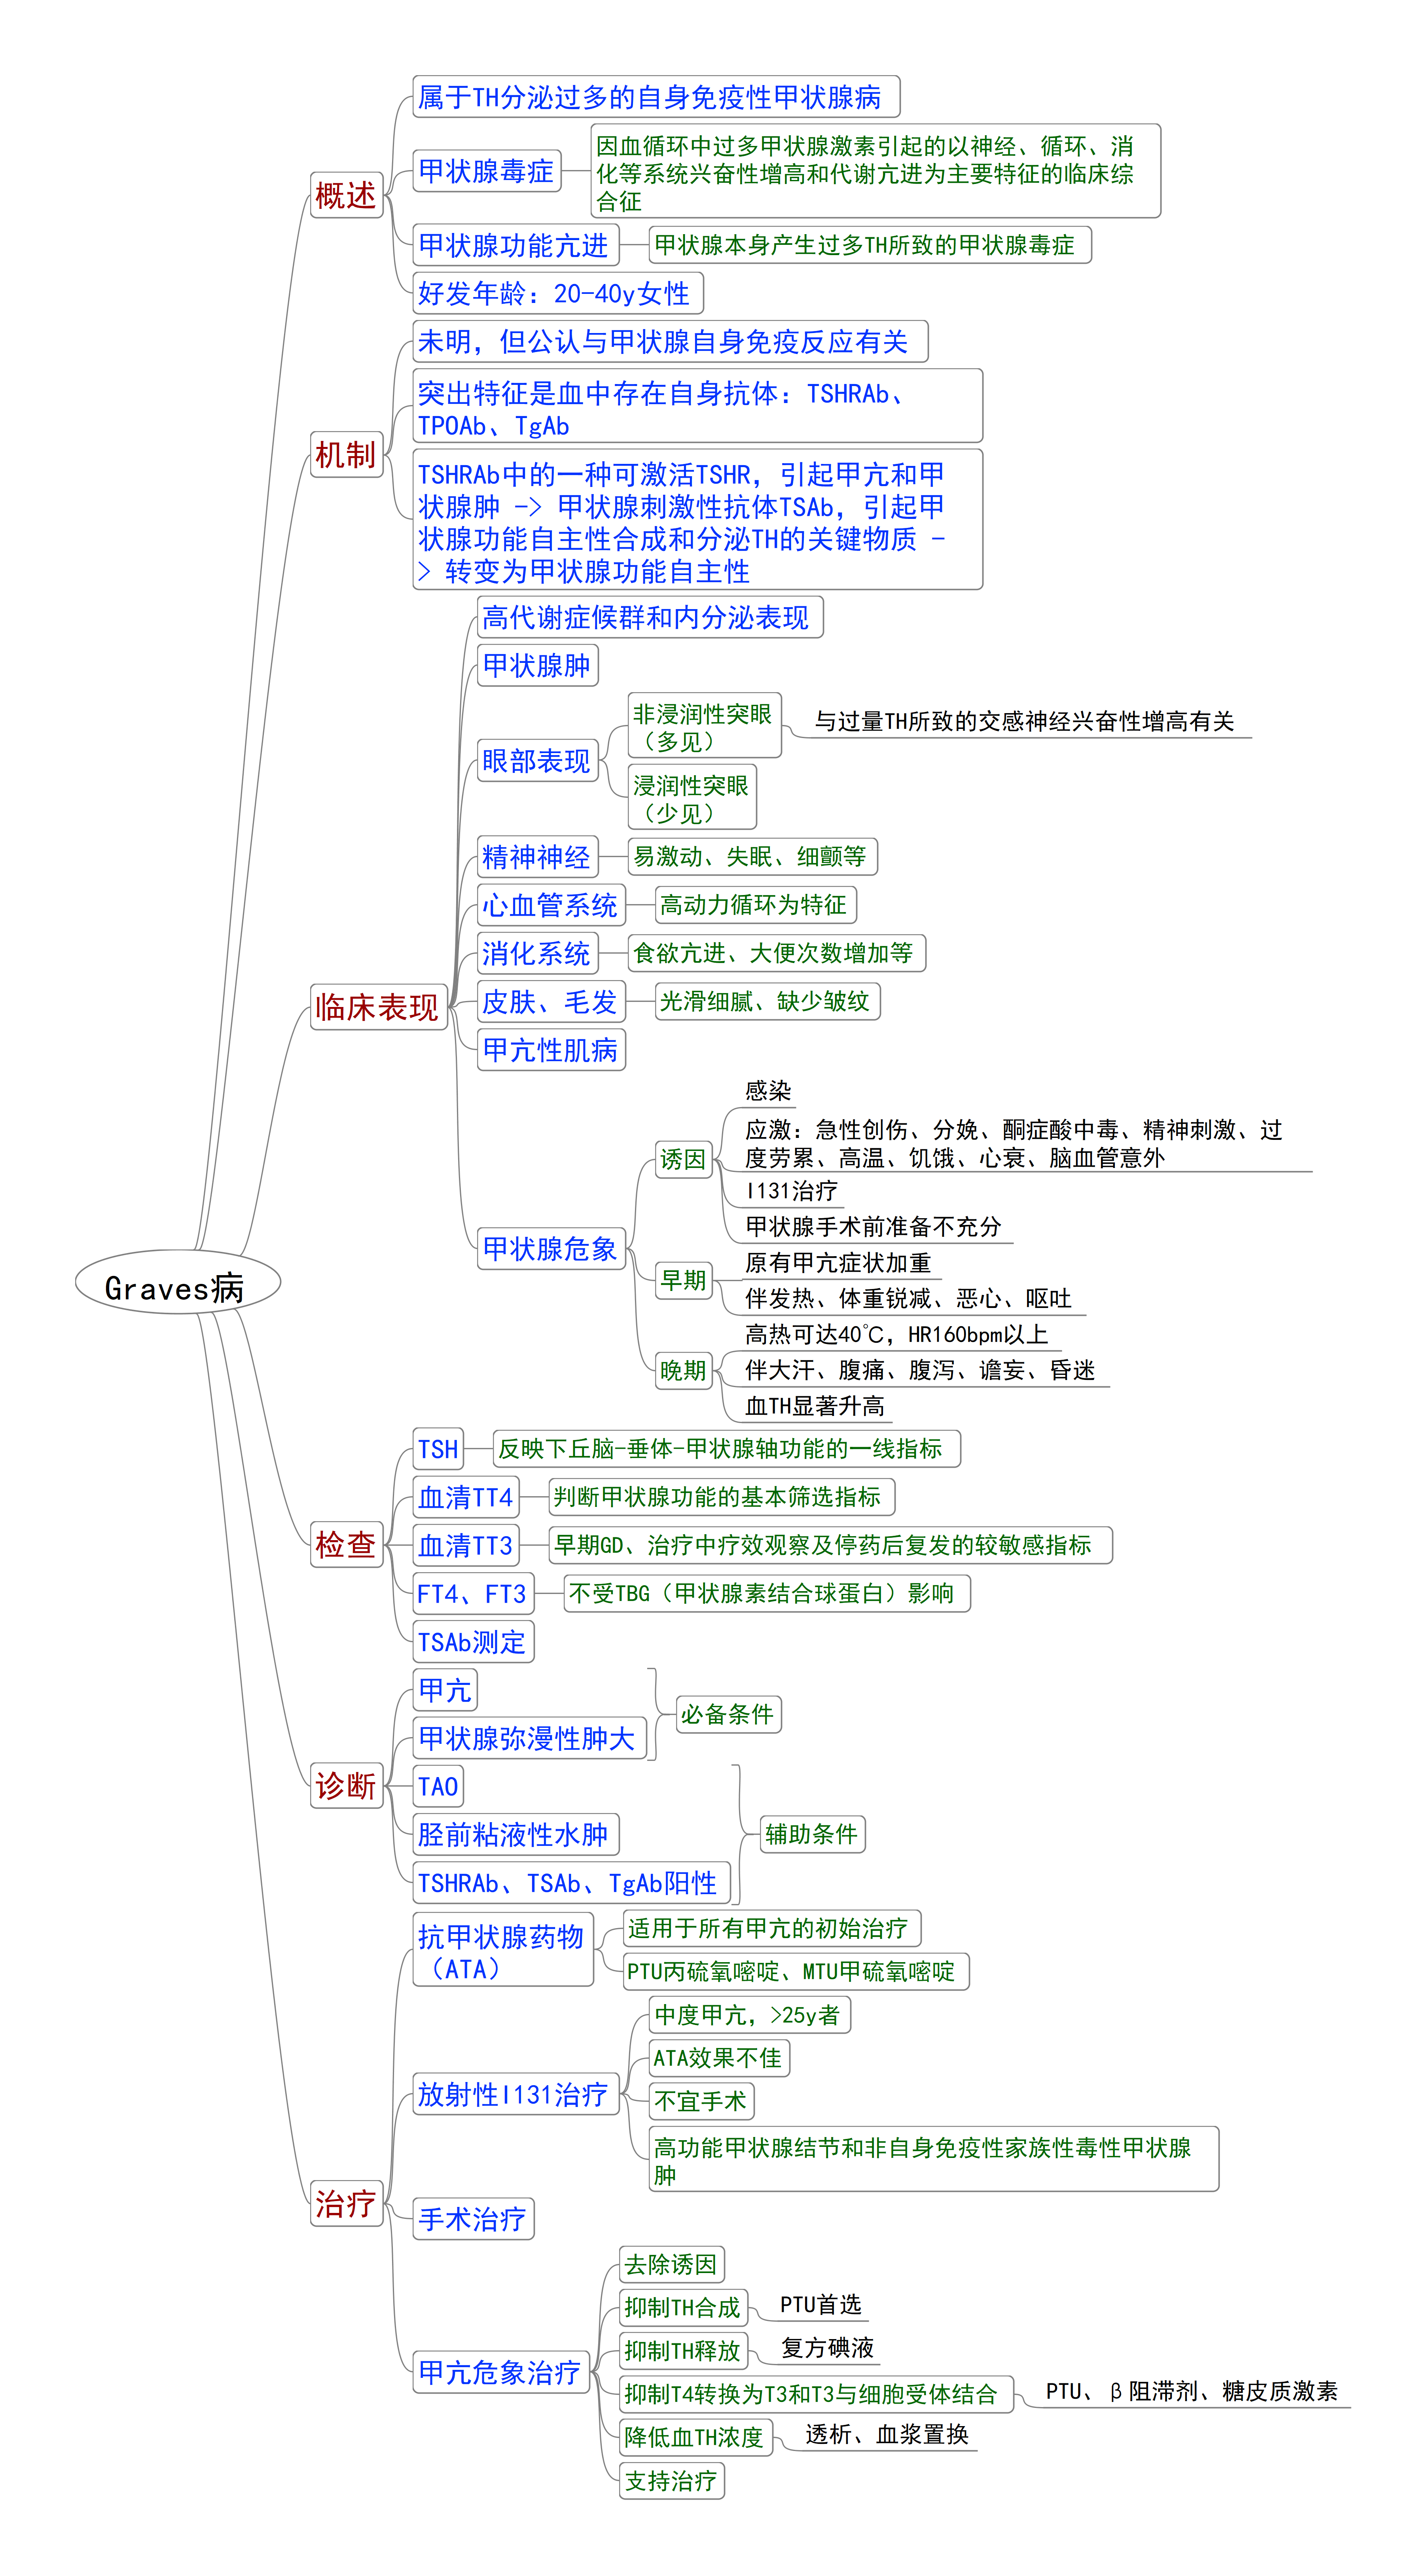 属于TH分泌过多的自身免疫性甲状腺病
甲状腺毒症
因血循环中过多甲状腺激素引起的以神经、循环、消
化等系统兴奋性增高和代谢亢进为主要特征的临床综
合征
概述
甲状腺功能亢进
甲状腺本身产生过多TH所致的甲状腺毒症
好发年龄：20-40y女性
未明，但公认与甲状腺自身免疫反应有关
突出特征是血中存在自身抗体：TSHRAb、
TPOAb、TgAb
机制
TSHRAb中的一种可激活TSHR，引起甲亢和甲
状腺肿 -> 甲状腺刺激性抗体TSAb，引起甲
状腺功能自主性合成和分泌TH的关键物质 -
> 转变为甲状腺功能自主性
高代谢症候群和内分泌表现
甲状腺肿
眼部表现
非浸润性突眼
（多见）
与过量TH所致的交感神经兴奋性增高有关
浸润性突眼
（少见）
精神神经
易激动、失眠、细颤等
心血管系统
高动力循环为特征
消化系统
食欲亢进、大便次数增加等
临床表现
皮肤、毛发
光滑细腻、缺少皱纹
甲亢性肌病
甲状腺危象
诱因
感染
应激：急性创伤、分娩、酮症酸中毒、精神刺激、过
度劳累、高温、饥饿、心衰、脑血管意外
I131治疗
甲状腺手术前准备不充分
早期
原有甲亢症状加重
伴发热、体重锐减、恶心、呕吐
晚期
高热可达40℃，HR160bpm以上
伴大汗、腹痛、腹泻、谵妄、昏迷
血TH显著升高
Graves病
TSH
反映下丘脑-垂体-甲状腺轴功能的一线指标
血清TT4
判断甲状腺功能的基本筛选指标
检查
血清TT3
早期GD、治疗中疗效观察及停药后复发的较敏感指标
FT4、FT3
不受TBG（甲状腺素结合球蛋白）影响
TSAb测定
甲亢
甲状腺弥漫性肿大
必备条件
诊断
TAO
胫前粘液性水肿
TSHRAb、TSAb、TgAb阳性
辅助条件
抗甲状腺药物
（ATA）
适用于所有甲亢的初始治疗
PTU丙硫氧嘧啶、MTU甲硫氧嘧啶
放射性I131治疗
中度甲亢，>25y者
ATA效果不佳
不宜手术
高功能甲状腺结节和非自身免疫性家族性毒性甲状腺
肿
治疗
手术治疗
甲亢危象治疗
去除诱因
抑制TH合成
PTU首选
抑制TH释放
复方碘液
抑制T4转换为T3和T3与细胞受体结合
PTU、β阻滞剂、糖皮质激素
降低血TH浓度
透析、血浆置换
支持治疗